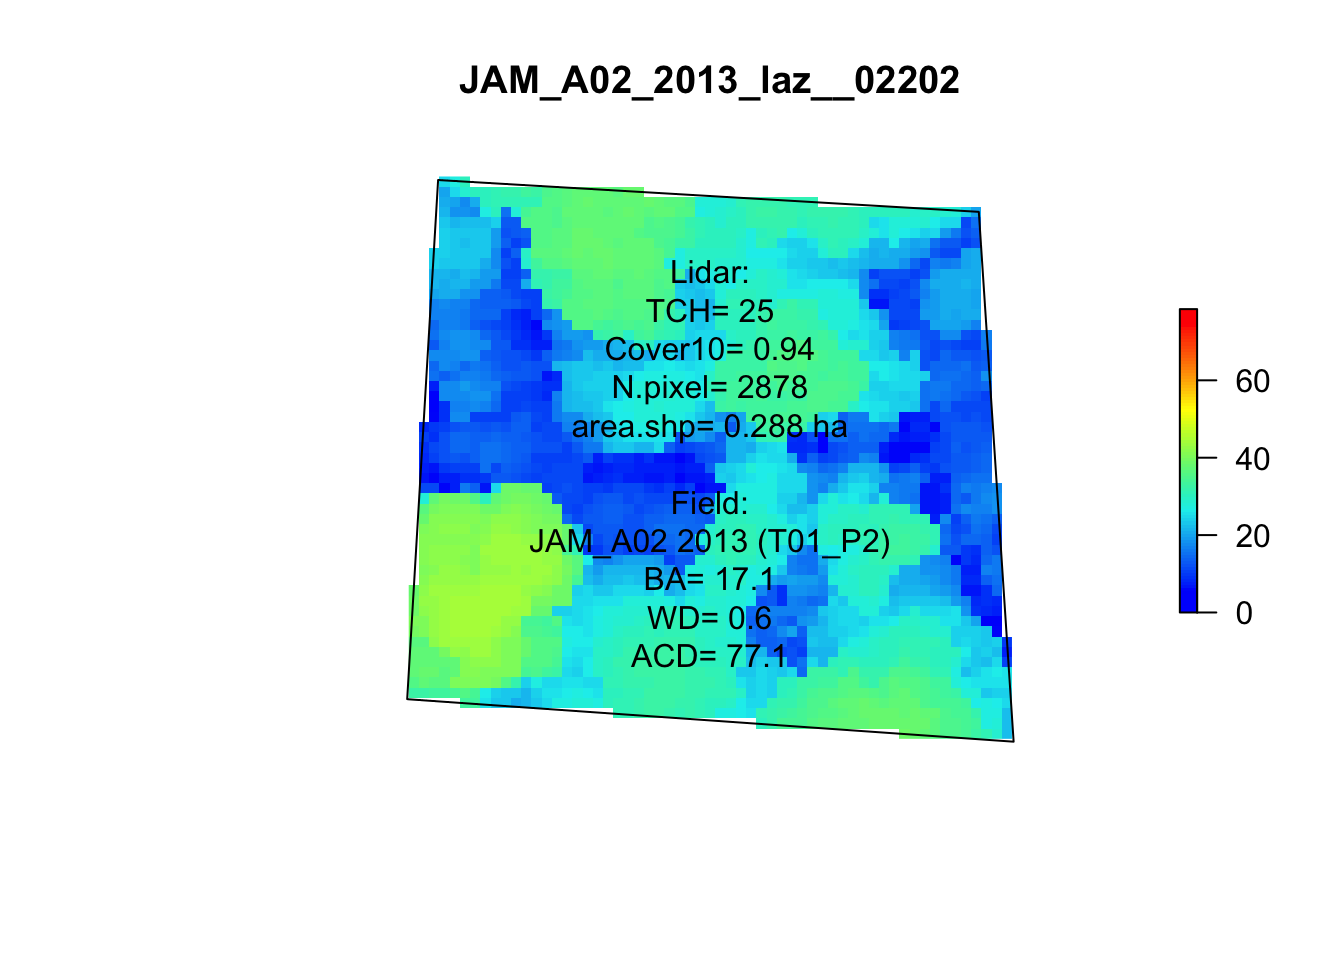 JAM_A02_2013_laz__02202
Lidar:
TCH= 25
Cover10= 0.94
N.pixel= 2878
area.shp= 0.288 ha
Field:
JAM_A02 2013 (T01_P2)
BA= 17.1
WD= 0.6
ACD= 77.1
60
40
20
0